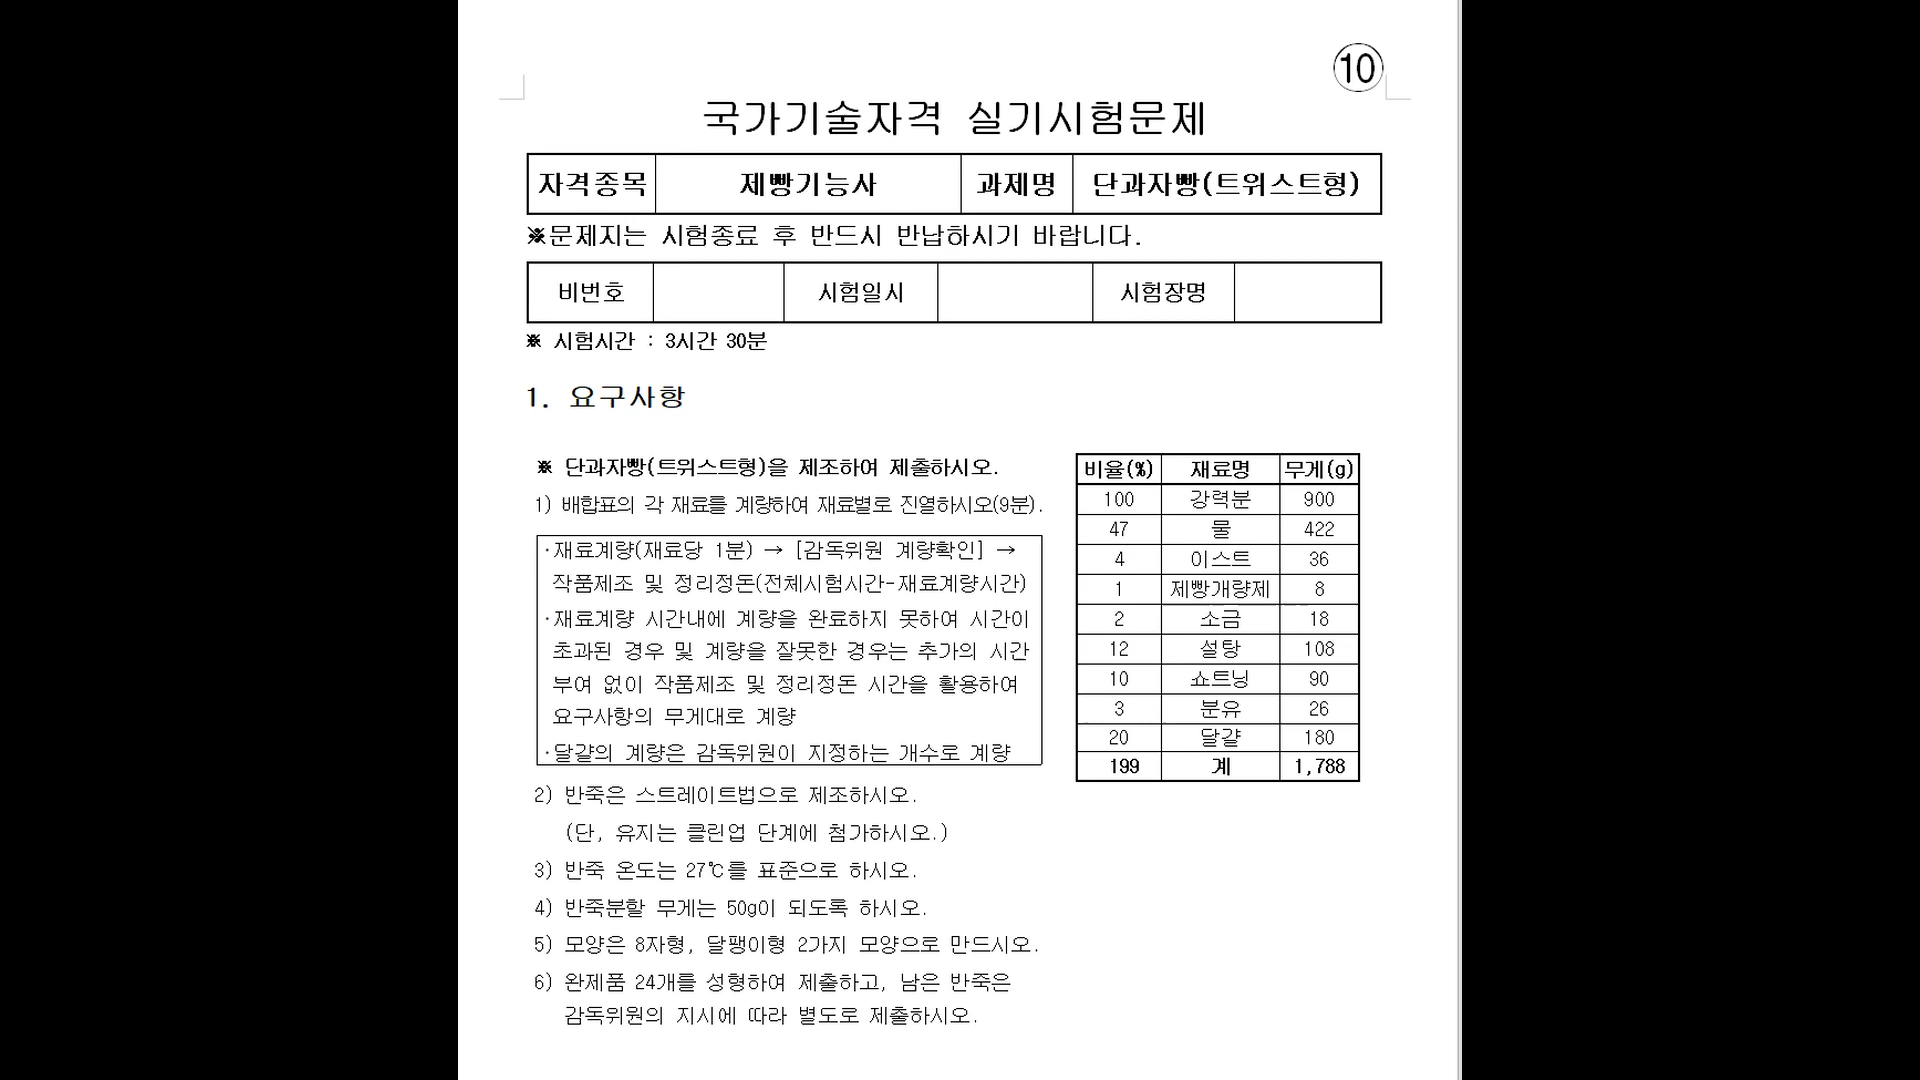 ⑩
국가기술자격 실기시험문제
자격종목 제빵기능사 과제명 단과자빵(트위스트형)
※문제지는 시험종료 후 반드시 반납하시기 바랍니다.
비번호 시험일시 시험장명
※ 시험시간 : 3시간 30분
1. 요구사항
※ 단과자빵(트위스트형)을 제조하여 제출하시오.
1) 배합표의 각 재료를 계량하여 재료별로 진열하시오(9분).
·재료계량(재료당 1분) → [감독위원 계량확인] →
작품제조 및 정리정돈(전체시험시간-재료계량시간)
·재료계량 시간내에 계량을 완료하지 못하여 시간이
초과된 경우 및 계량을 잘못한 경우는 추가의 시간
부여 없이 작품제조 및 정리정돈 시간을 활용하여
요구사항의 무게대로 계량
·달걀의 계량은 감독위원이 지정하는 개수로 계량
2) 반죽은 스트레이트법으로 제조하시오.
(단, 유지는 클린업 단계에 첨가하시오.)
3) 반죽 온도는 27℃를 표준으로 하시오.
4) 반죽분할 무게는 50g이 되도록 하시오.
5) 모양은 8자형, 달팽이형 2가지 모양으로 만드시오.
6) 완제품 24개를 성형하여 제출하고, 남은 반죽은
감독위원의 지시에 따라 별도로 제출하시오.
비율(%) 재료명 무게(g)
100 강력분 900
47 물 422
4 이스트 36
1 제빵개량제 8
2 소금 18
12 설탕 108
10 쇼트닝 90
3 분유 26
20 달걀 180
199 계 1,788